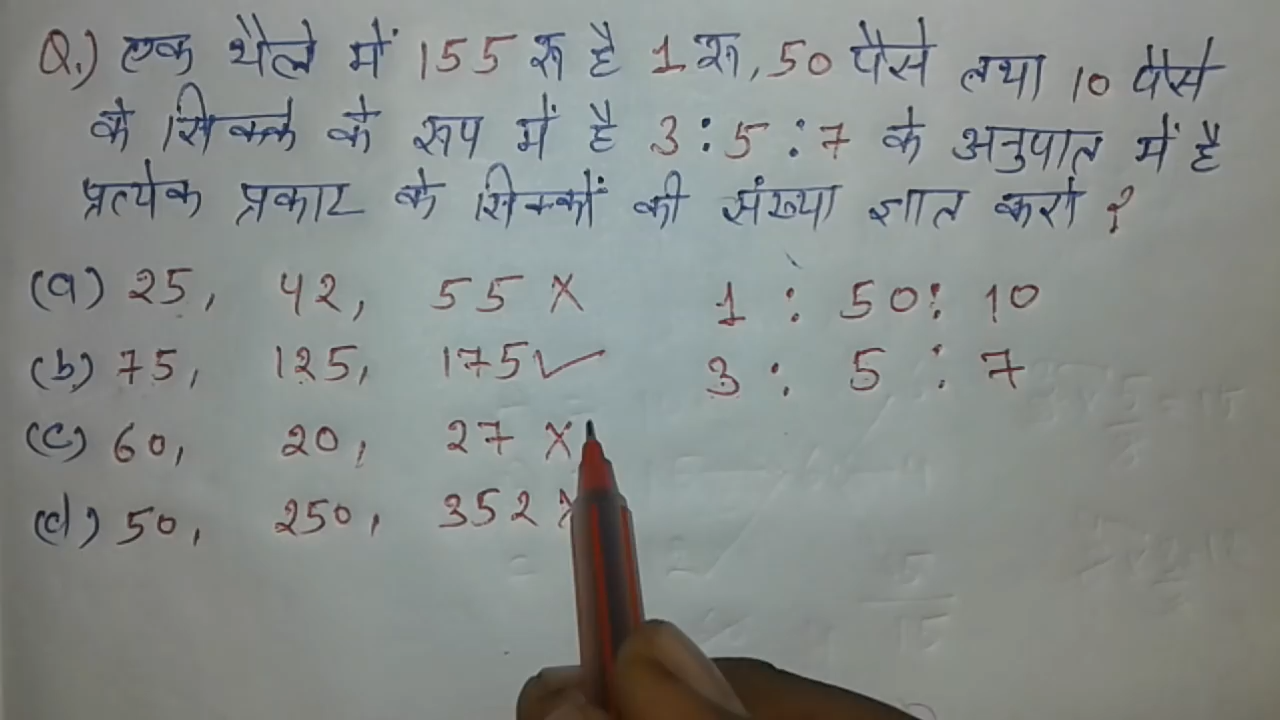 Q.) एक थैले में 155 रू है 1 रू, 50 पैसे तथा 10 पैसे
के सिक्के के रूप में है 3 : 5 : 7 के अनुपात में है
प्रत्येक प्रकार के सिक्कों की संख्या ज्ञात करो ?
(a) 25, 42, 55 X 1 : 50 : 10
(b) 75, 125, 175 ✓ 3 : 5 : 7
(c) 60, 20, 27 X
(d) 50, 250, 352 X